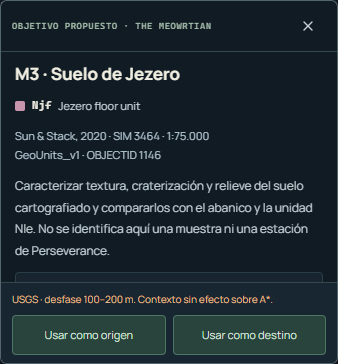 OBJETIVO PROPUESTO · THE MEOWRTIAN
M3 · Suelo de Jezero
Njf Jezero floor unit
Sun & Stack, 2020 · SIM 3464 · 1:75.000
GeoUnits_v1 · OBJECTID 1146
Caracterizar textura, craterización y relieve del suelo
cartografiado y compararlos con el abanico y la unidad
Nle. No se identifica aquí una muestra ni una estación
de Perseverance.
USGS · desfase 100–200 m. Contexto sin efecto sobre A*.
Usar como origen
Usar como destino